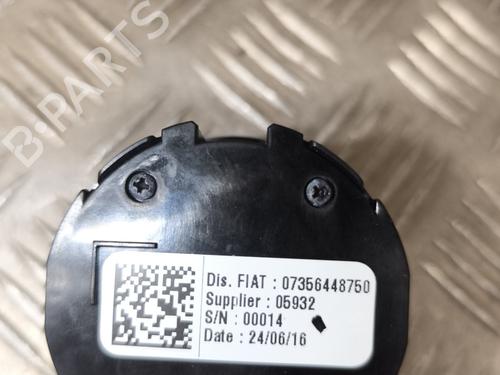 B-PARTS
Dis. FIAT : 07356448750
Supplier : 05932
S/N : 00014
Date : 24/06/16